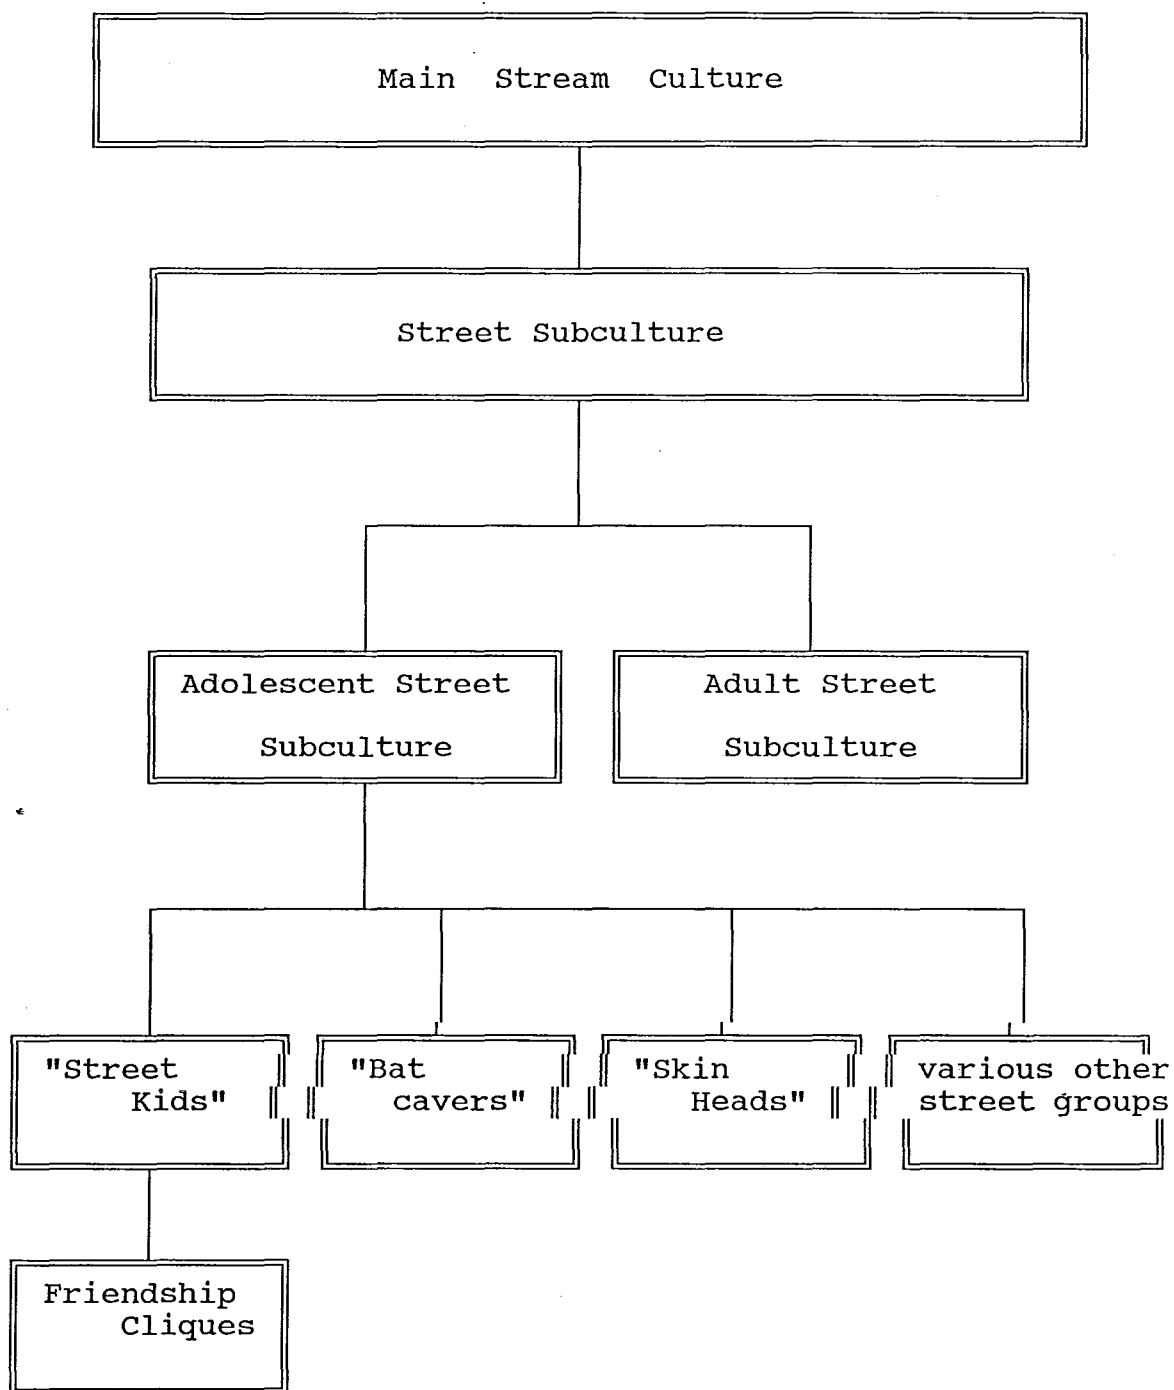 Main Stream Culture
Street Subculture
Adolescent Street
Subculture
Adult Street
Subculture
"Street
Kids"
"Bat
cavers"
"Skin
Heads"
various other
street groups
Friendship
Cliques